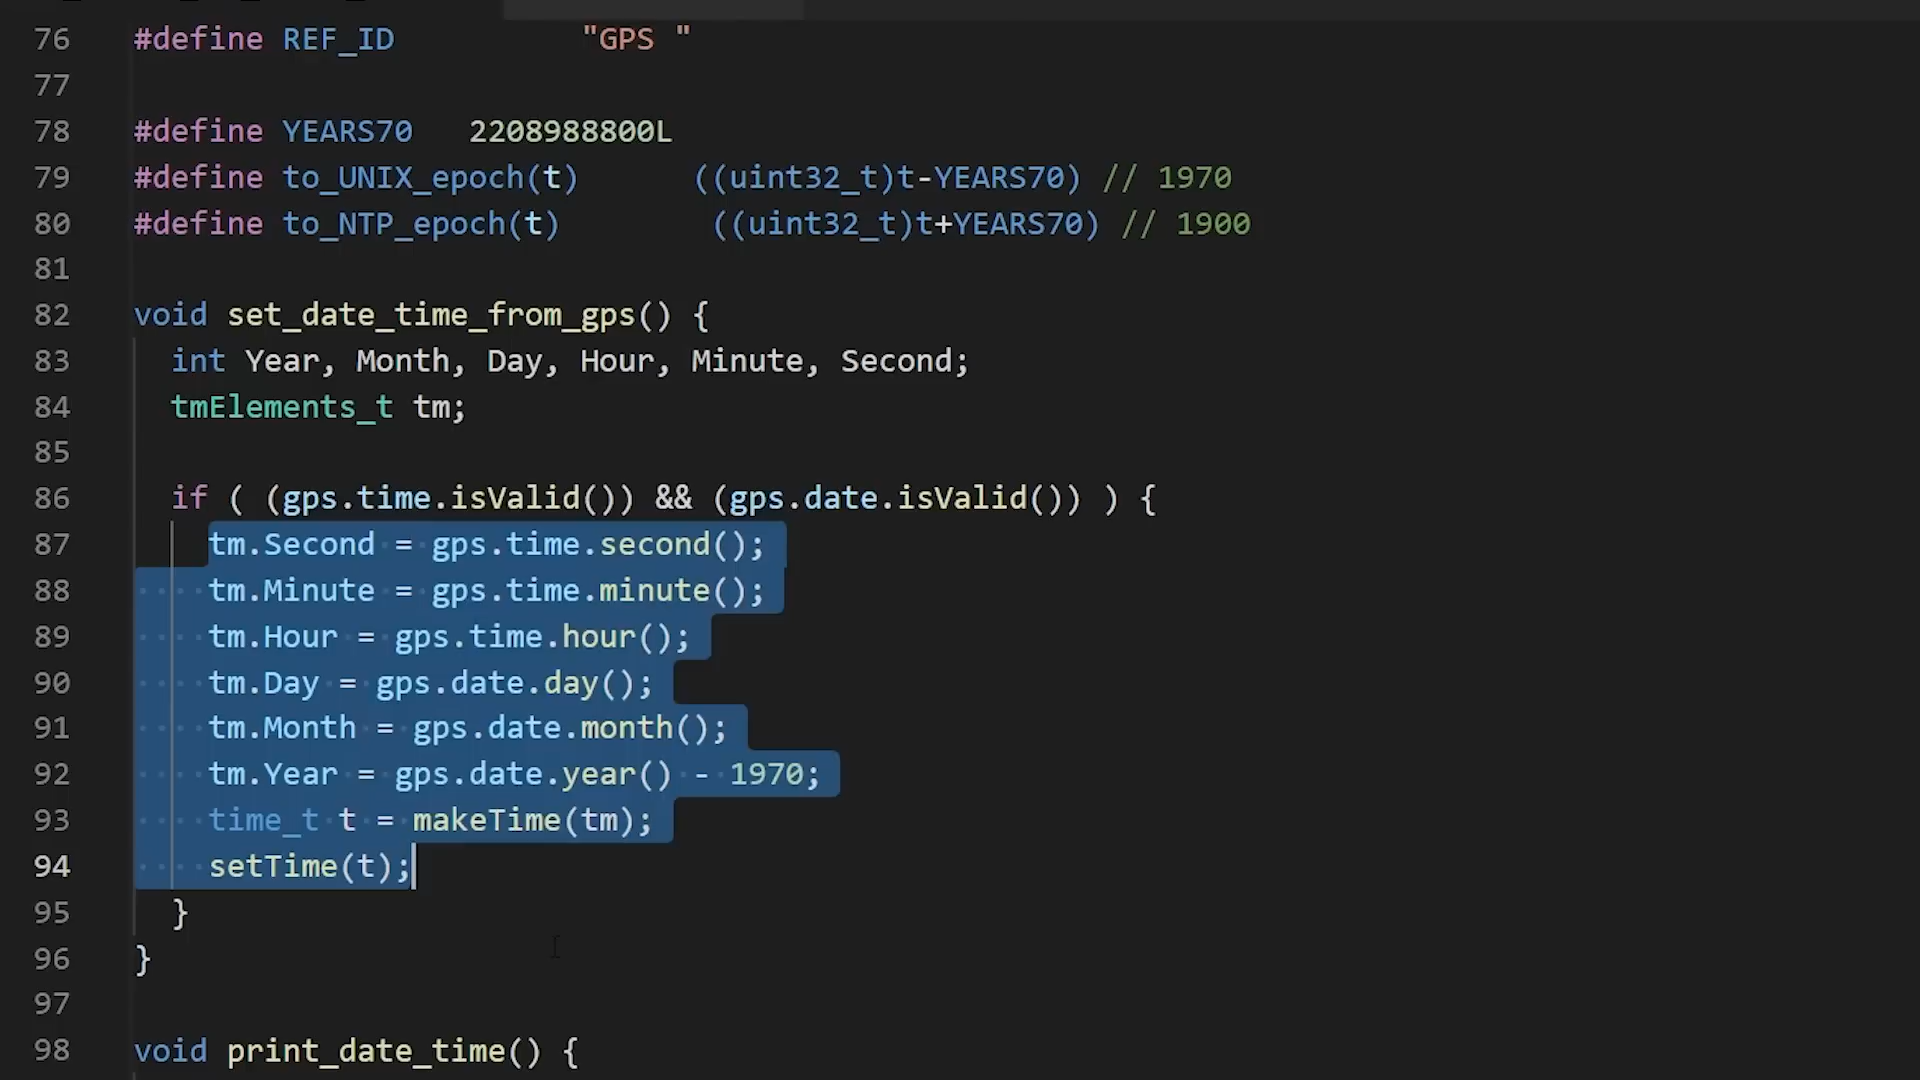 76 #define REF_ID "GPS "
77
78 #define YEARS70 2208988800L
79 #define to_UNIX_epoch(t) ((uint32_t)t-YEARS70) // 1970
80 #define to_NTP_epoch(t) ((uint32_t)t+YEARS70) // 1900
81
82 void set_date_time_from_gps() {
83 int Year, Month, Day, Hour, Minute, Second;
84 tmElements_t tm;
85
86 if ( (gps.time.isValid()) && (gps.date.isValid()) ) {
87 tm.Second = gps.time.second();
88 tm.Minute = gps.time.minute();
89 tm.Hour = gps.time.hour();
90 tm.Day = gps.date.day();
91 tm.Month = gps.date.month();
92 tm.Year = gps.date.year() - 1970;
93 time_t t = makeTime(tm);
94 setTime(t);
95 }
96 }
97
98 void print_date_time() {